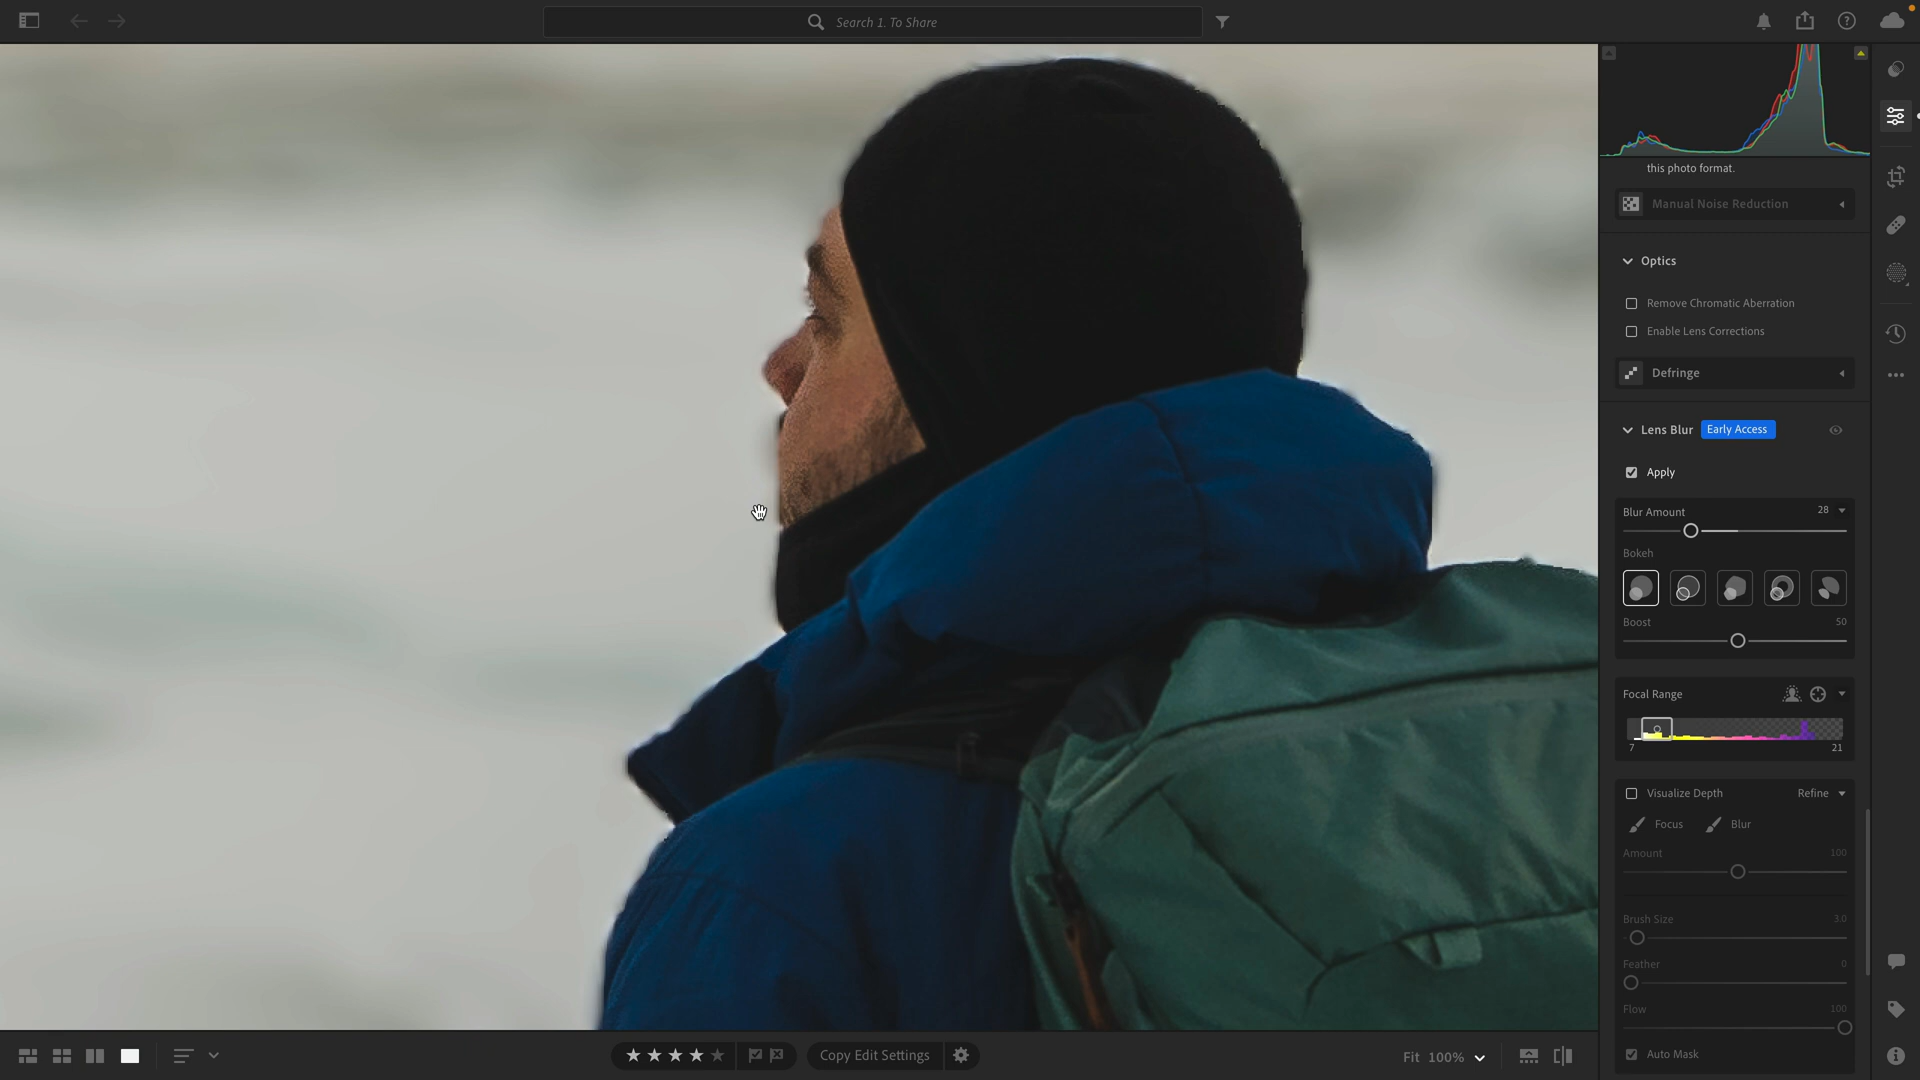 Search 1. To Share
this photo format.
Manual Noise Reduction
Optics
Remove Chromatic Aberration
Enable Lens Corrections
Defringe
Lens Blur Early Access
Apply
Blur Amount 28
Bokeh
Boost 50
Focal Range
7 21
Visualize Depth Refine
Focus Blur
Amount 100
Brush Size 3.0
Feather 0
Flow 100
Auto Mask
Copy Edit Settings
Fit 100%